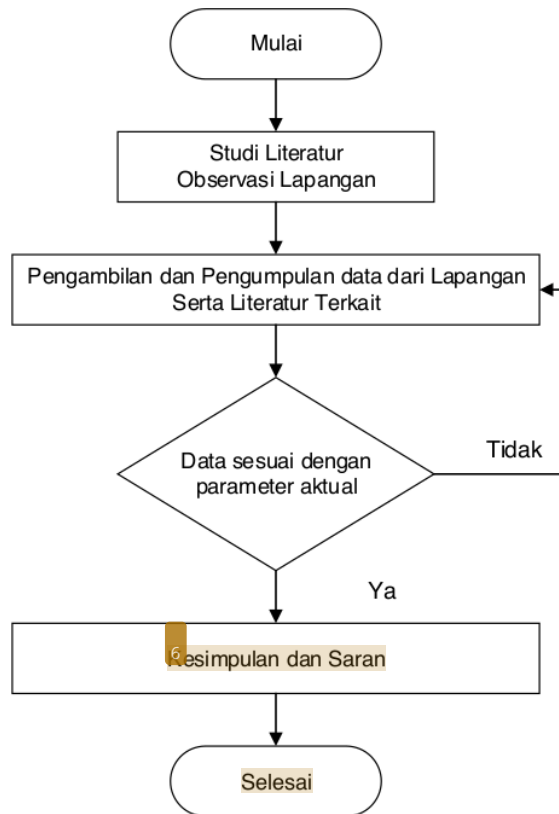 Mulai
Studi Literatur
Observasi Lapangan
Pengambilan dan Pengumpulan data dari Lapangan
Serta Literatur Terkait
Data sesuai dengan
parameter aktual
Tidak
Ya
6
Kesimpulan dan Saran
Selesai